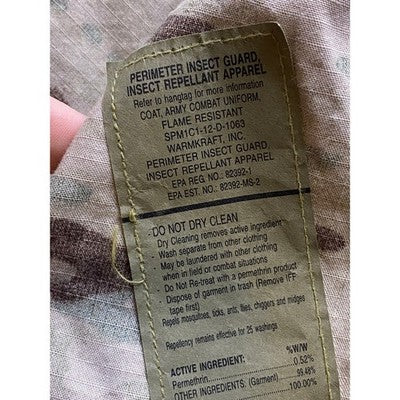 PERIMETER INSECT GUARD,
INSECT REPELLANT APPAREL
Refer to hangtag for more information
COAT, ARMY COMBAT UNIFORM,
FLAME RESISTANT
SPM1C1-12-D-1063
WARMKRAFT, INC.
PERIMETER INSECT GUARD,
INSECT REPELLANT APPAREL
EPA REG. NO.: 82392-1
EPA EST. NO.: 82392-MS-2
DO NOT DRY CLEAN
Dry Cleaning removes active ingredient
- Wash separate from other clothing
- May be laundered with other clothing
when in field or combat situations
- Do Not Re-treat with a permethrin product
- Dispose of garment in trash (Remove IFF
tape first)
Repels mosquitoes, ticks, ants, flies, chiggers and midges
Repellency remains effective for 25 washings
%W/W
ACTIVE INGREDIENT: 0.52%
Permethrin 99.48%
OTHER INGREDIENTS. (Garment) 100.00%